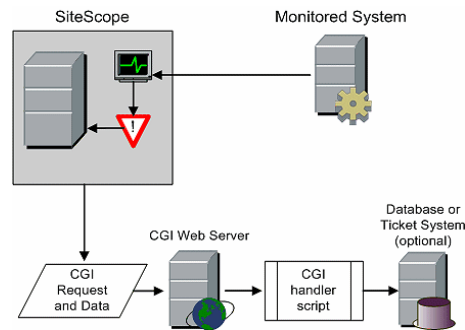 SiteScope
Monitored System
!
CGI Web Server
Database or
Ticket System
(optional)
CGI
Request
and Data
CGI
handler
script